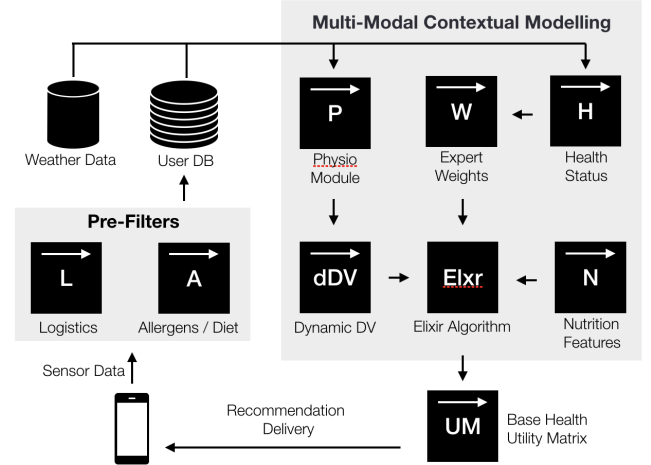 Multi-Modal Contextual Modelling
P
W
H
Weather Data
User DB
Physio
Module
Expert
Weights
Health
Status
Pre-Filters
L
A
dDV
Elxr
N
Logistics
Allergens / Diet
Dynamic DV
Elixir Algorithm
Nutrition
Features
Sensor Data
Recommendation
Delivery
UM
Base Health
Utility Matrix